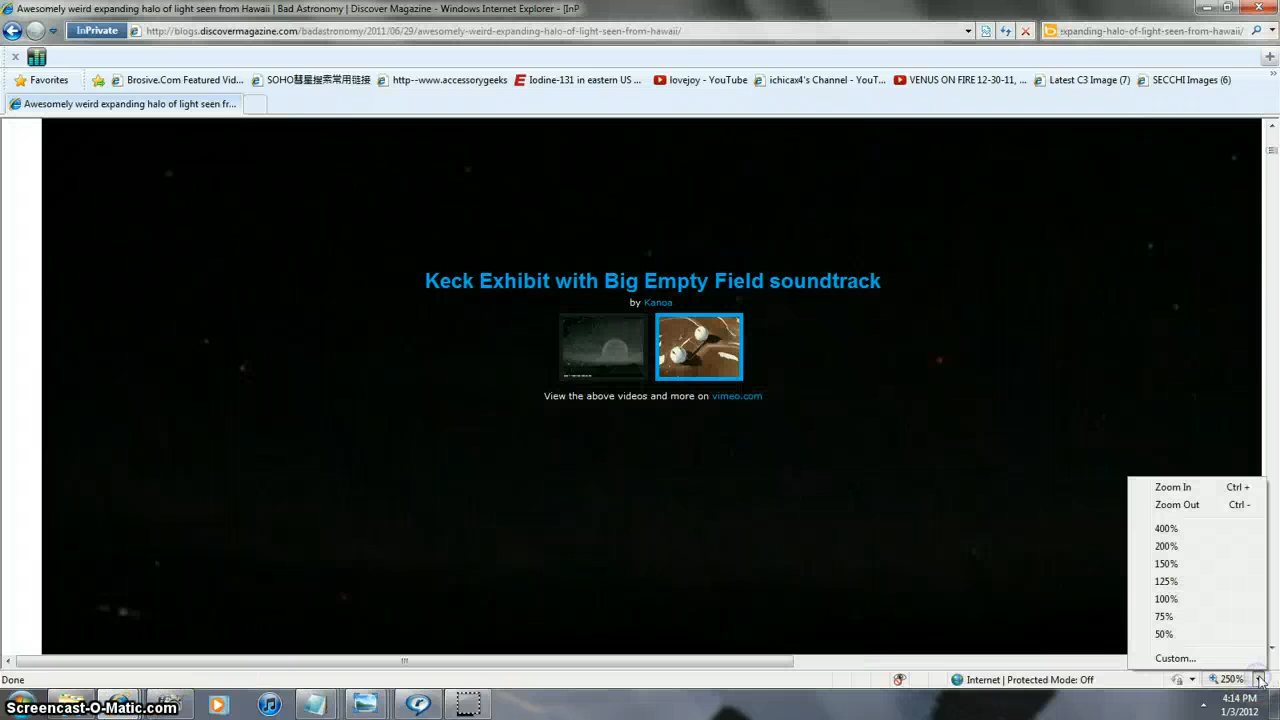 Awesomely weird expanding halo of light seen from Hawaii | Bad Astronomy | Discover Magazine - Windows Internet Explorer - [InP
InPrivate http://blogs.discovermagazine.com/badastronomy/2011/06/29/awesomely-weird-expanding-halo-of-light-seen-from-hawaii/ expanding-halo-of-light-seen-from-hawaii/
Favorites Brosive.Com Featured Vid... SOHO彗星搜索常用链接 http--www.accessorygeeks Iodine-131 in eastern US ... lovejoy - YouTube ichicax4's Channel - YouT... VENUS ON FIRE 12-30-11, ... Latest C3 Image (7) SECCHI Images (6)
Awesomely weird expanding halo of light seen fr...
Keck Exhibit with Big Empty Field soundtrack
by Kanoa
View the above videos and more on vimeo.com
Zoom In Ctrl +
Zoom Out Ctrl -
400%
200%
150%
125%
100%
75%
50%
Custom...
Done Internet | Protected Mode: Off 250%
4:14 PM
Screencast-O-Matic.com 1/3/2012